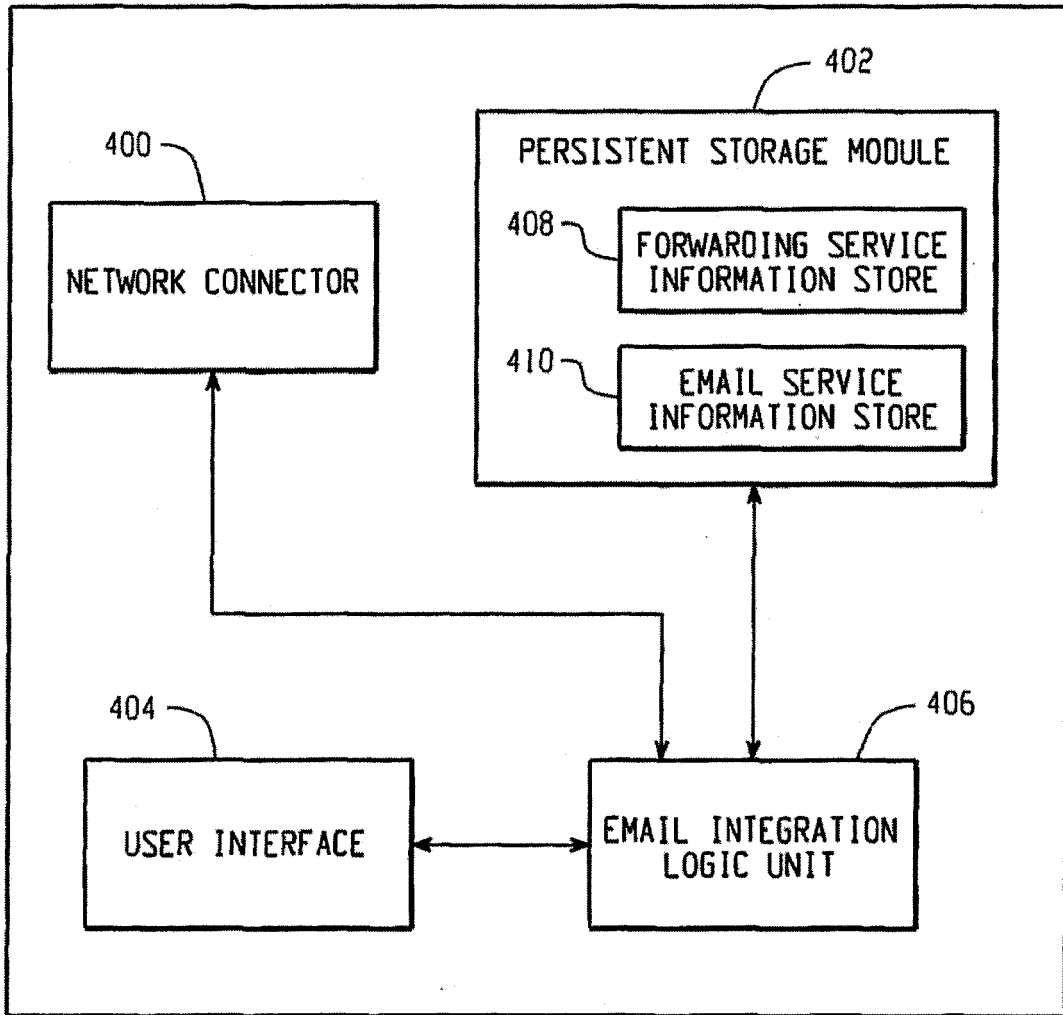 402
PERSISTENT STORAGE MODULE
400
NETWORK CONNECTOR
408
FORWARDING SERVICE
INFORMATION STORE
410
EMAIL SERVICE
INFORMATION STORE
404
USER INTERFACE
406
EMAIL INTEGRATION
LOGIC UNIT